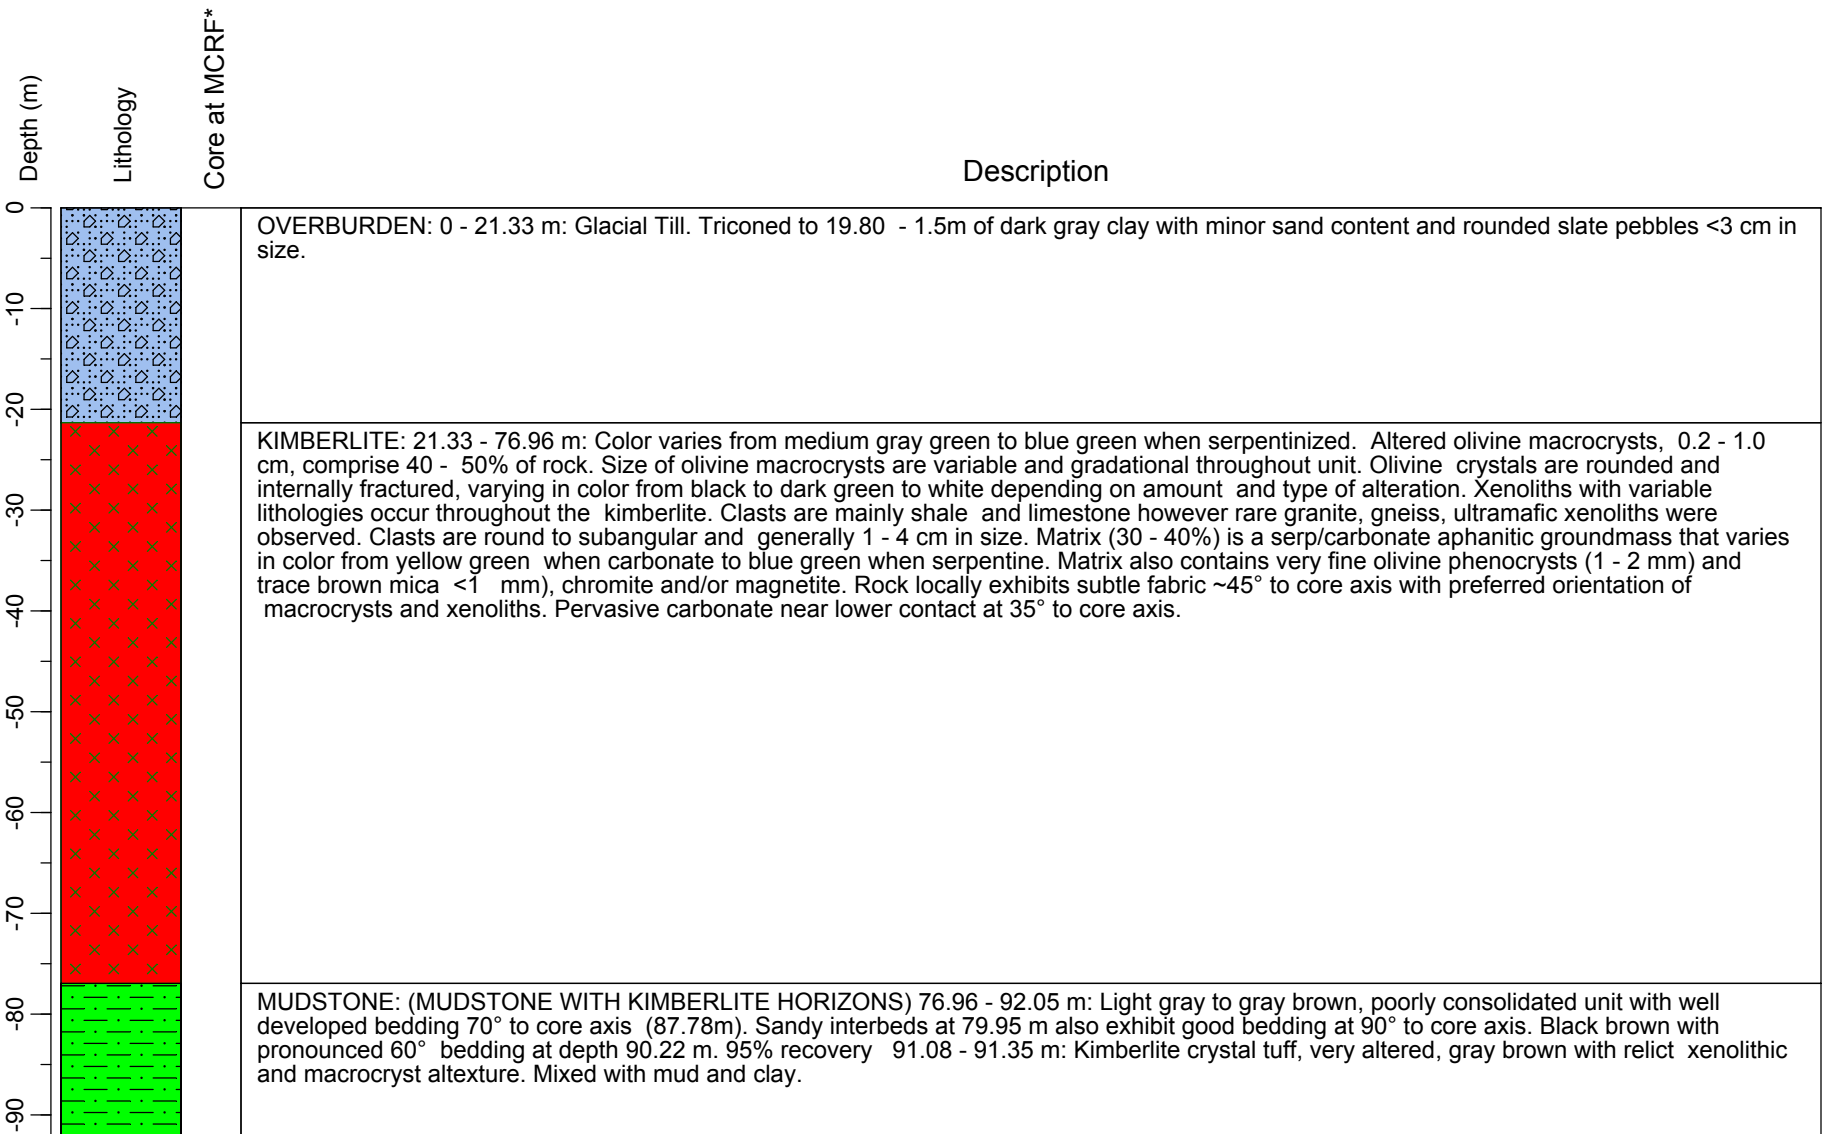 Depth (m)
Lithology
Core at MCRF*
Description
0
-10
-20
-30
-40
-50
-60
-70
-80
-90
OVERBURDEN: 0 - 21.33 m: Glacial Till. Triconed to 19.80 - 1.5m of dark gray clay with minor sand content and rounded slate pebbles <3 cm in
size.
KIMBERLITE: 21.33 - 76.96 m: Color varies from medium gray green to blue green when serpentinized. Altered olivine macrocrysts, 0.2 - 1.0
cm, comprise 40 - 50% of rock. Size of olivine macrocrysts are variable and gradational throughout unit. Olivine crystals are rounded and
internally fractured, varying in color from black to dark green to white depending on amount and type of alteration. Xenoliths with variable
lithologies occur throughout the kimberlite. Clasts are mainly shale and limestone however rare granite, gneiss, ultramafic xenoliths were
observed. Clasts are round to subangular and generally 1 - 4 cm in size. Matrix (30 - 40%) is a serp/carbonate aphanitic groundmass that varies
in color from yellow green when carbonate to blue green when serpentine. Matrix also contains very fine olivine phenocrysts (1 - 2 mm) and
trace brown mica <1 mm), chromite and/or magnetite. Rock locally exhibits subtle fabric ~45° to core axis with preferred orientation of
macrocrysts and xenoliths. Pervasive carbonate near lower contact at 35° to core axis.
MUDSTONE: (MUDSTONE WITH KIMBERLITE HORIZONS) 76.96 - 92.05 m: Light gray to gray brown, poorly consolidated unit with well
developed bedding 70° to core axis (87.78m). Sandy interbeds at 79.95 m also exhibit good bedding at 90° to core axis. Black brown with
pronounced 60° bedding at depth 90.22 m. 95% recovery 91.08 - 91.35 m: Kimberlite crystal tuff, very altered, gray brown with relict xenolithic
and macrocryst altexture. Mixed with mud and clay.